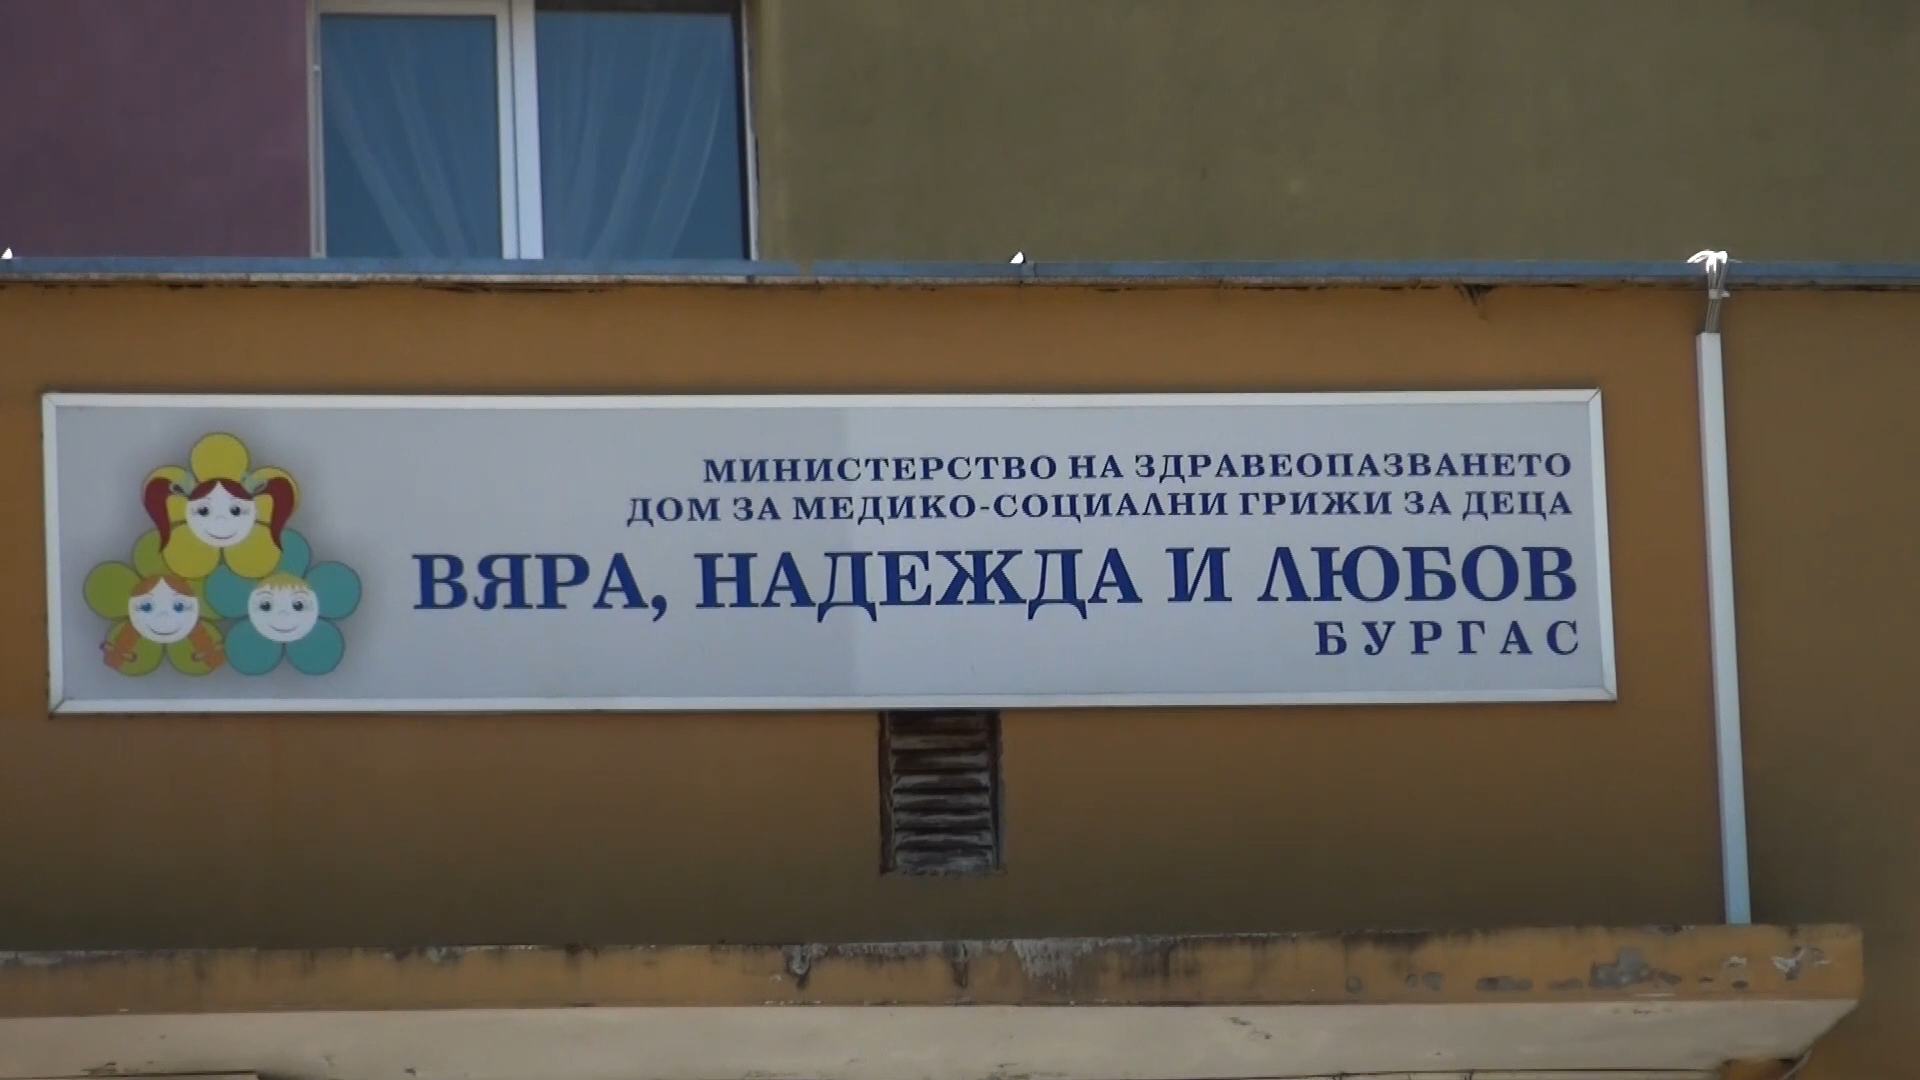 МИНИСТЕРСТВО НА ЗДРАВЕОПАЗВАНЕТО
ДОМ ЗА МЕДИКО-СОЦИАЛНИ ГРИЖИ ЗА ДЕЦА
ВЯРА, НАДЕЖДА И ЛЮБОВ
БУРГАС